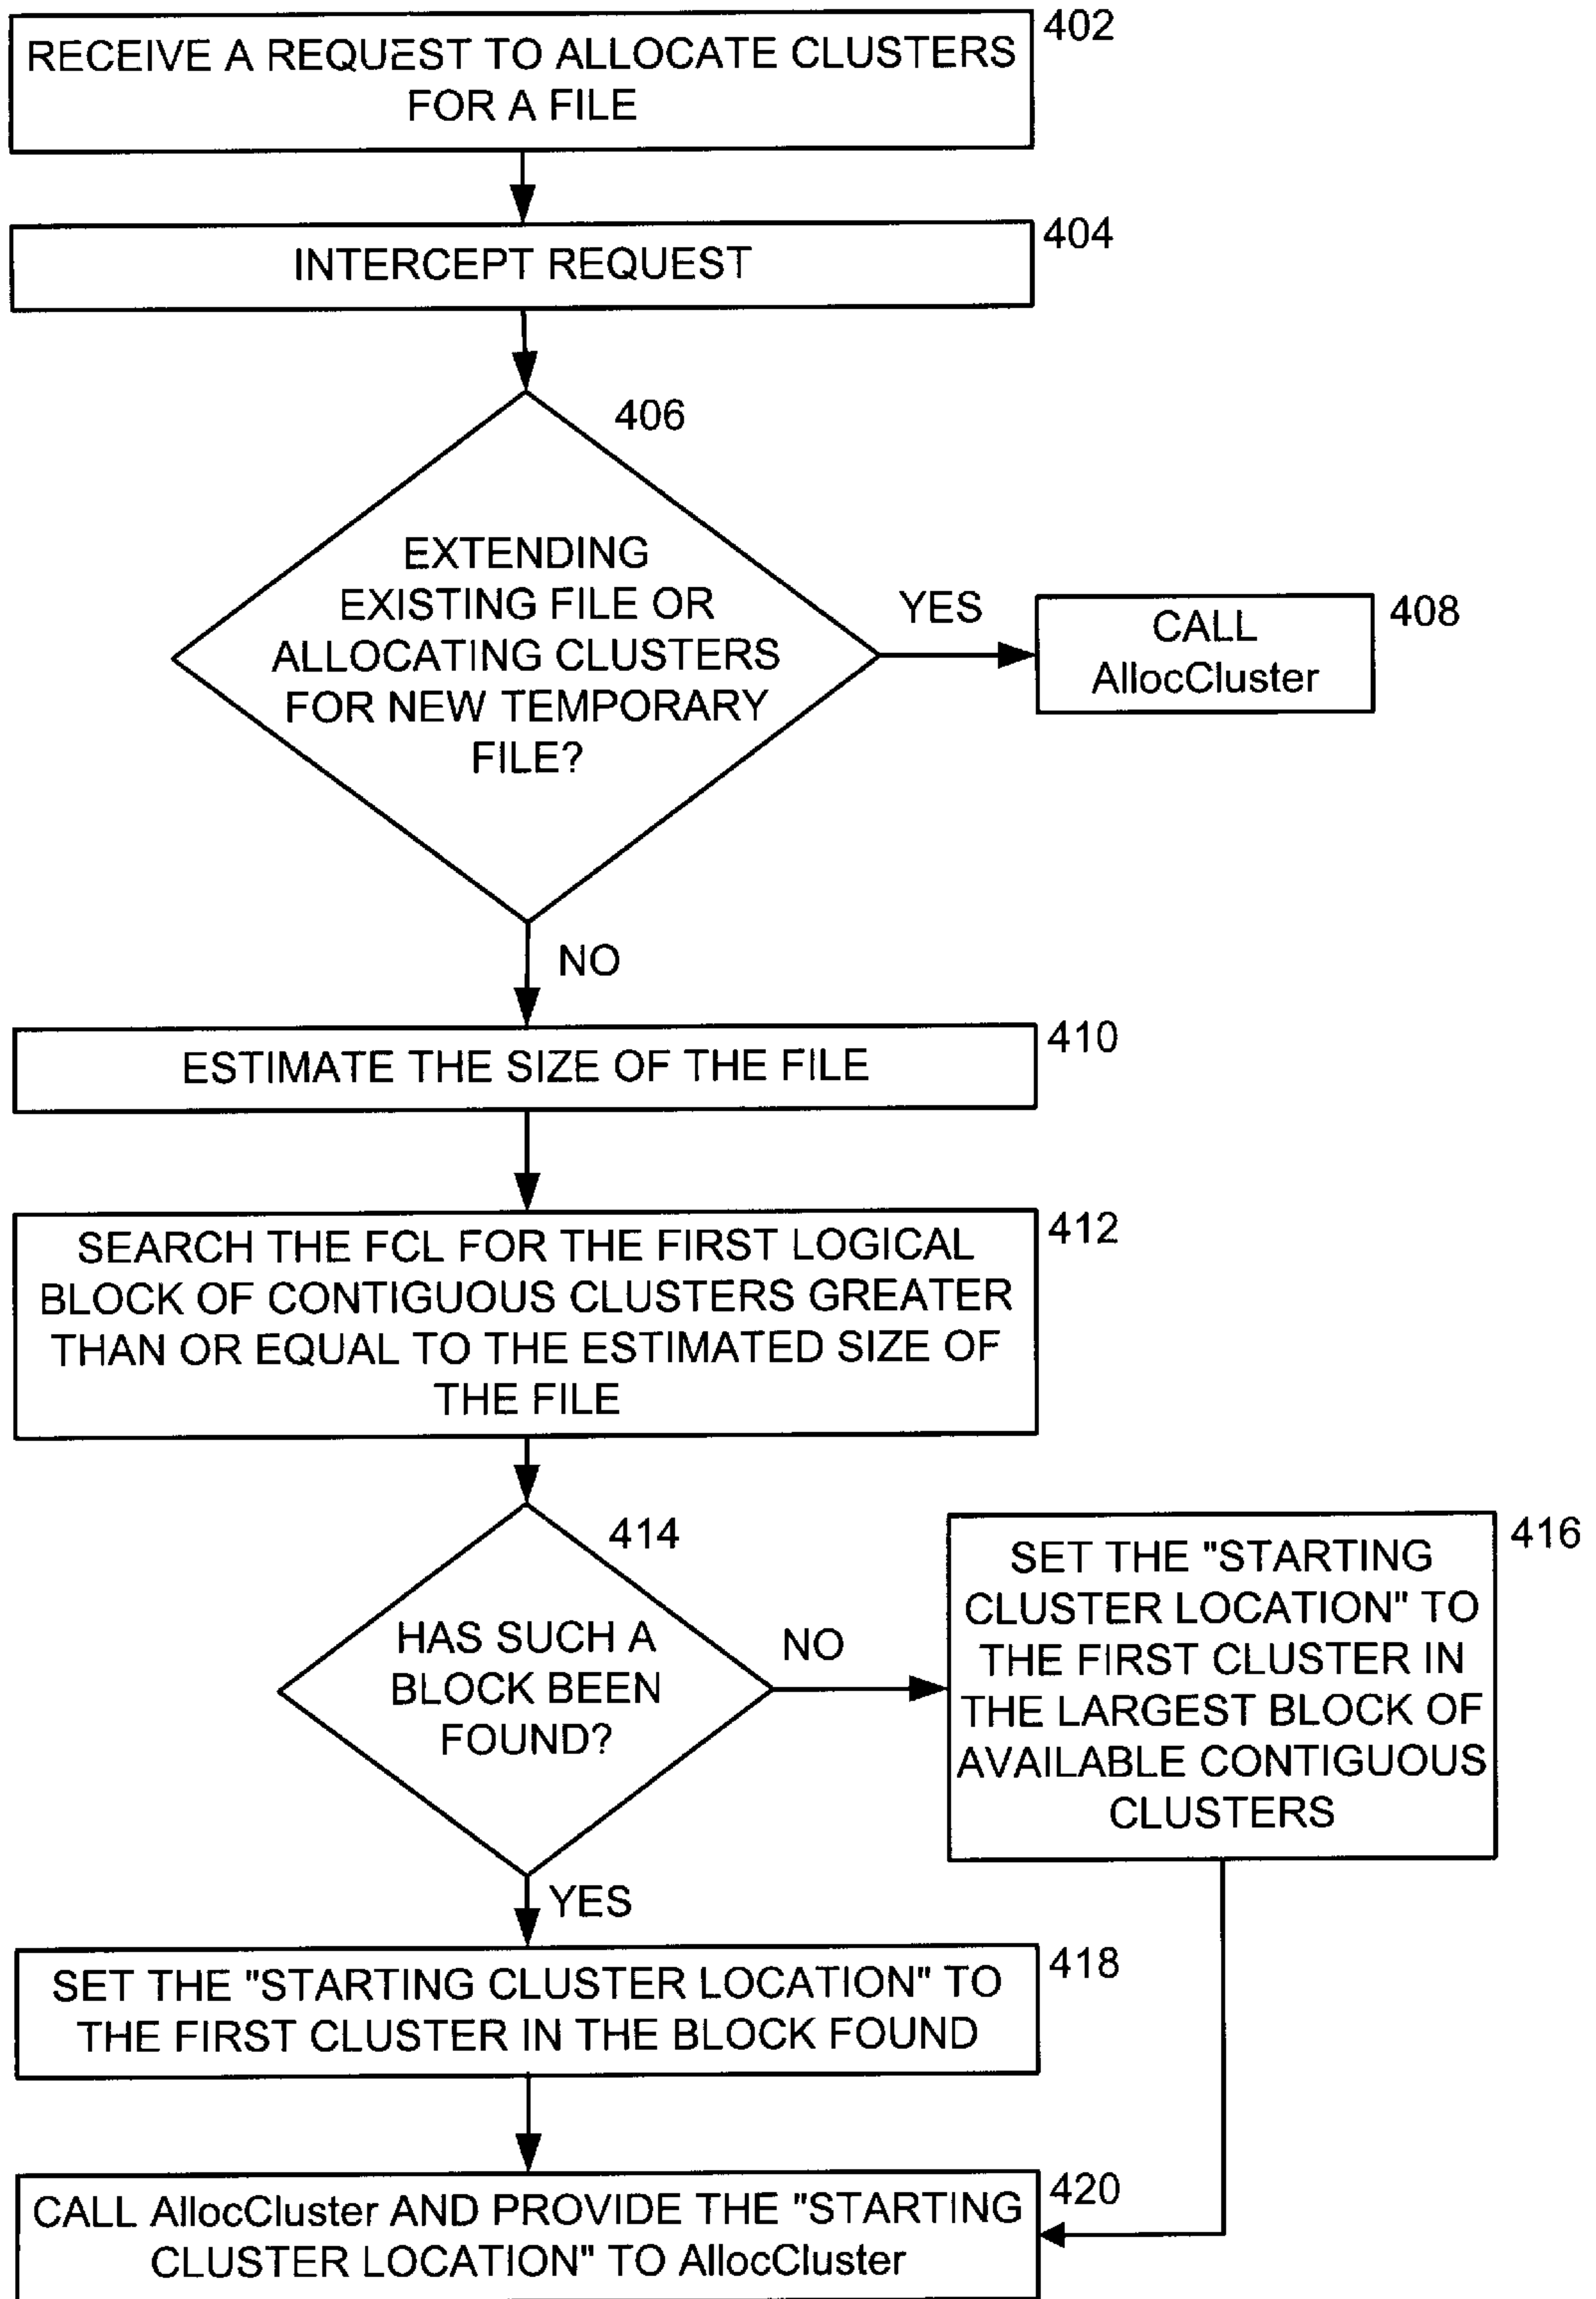 402
RECEIVE A REQUEST TO ALLOCATE CLUSTERS
FOR A FILE
404
INTERCEPT REQUEST
406
EXTENDING
EXISTING FILE OR
ALLOCATING CLUSTERS
FOR NEW TEMPORARY
FILE?
YES
408
CALL
AllocCluster
NO
410
ESTIMATE THE SIZE OF THE FILE
412
SEARCH THE FCL FOR THE FIRST LOGICAL
BLOCK OF CONTIGUOUS CLUSTERS GREATER
THAN OR EQUAL TO THE ESTIMATED SIZE OF
THE FILE
414
HAS SUCH A
BLOCK BEEN
FOUND?
NO
416
SET THE "STARTING
CLUSTER LOCATION" TO
THE FIRST CLUSTER IN
THE LARGEST BLOCK OF
AVAILABLE CONTIGUOUS
CLUSTERS
YES
418
SET THE "STARTING CLUSTER LOCATION" TO
THE FIRST CLUSTER IN THE BLOCK FOUND
420
CALL AllocCluster AND PROVIDE THE "STARTING
CLUSTER LOCATION" TO AllocCluster